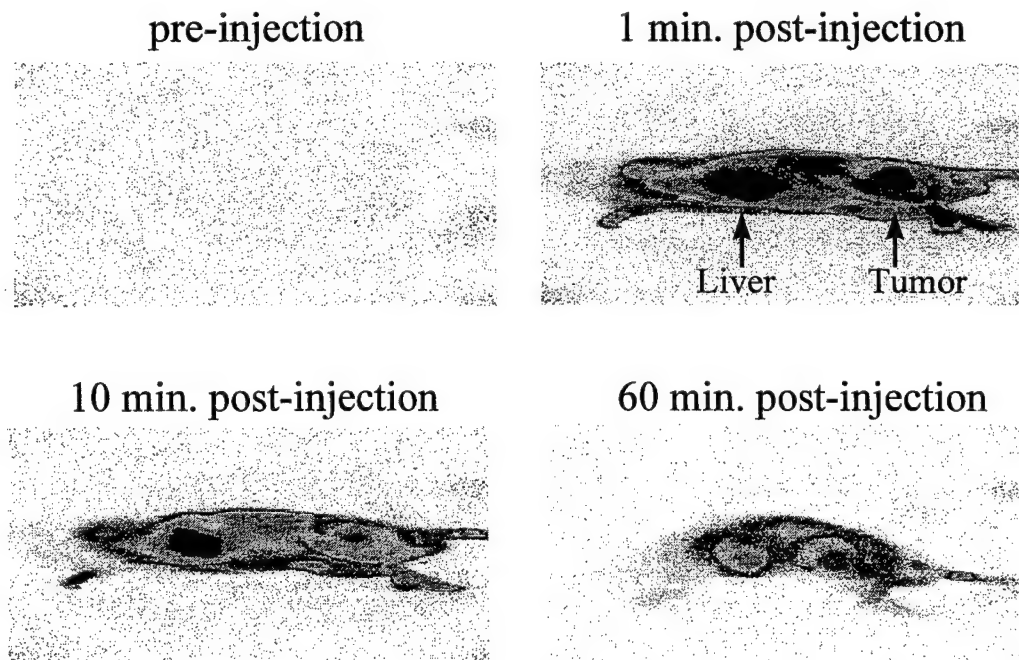 pre-injection
1 min. post-injection
Liver
Tumor
10 min. post-injection
60 min. post-injection